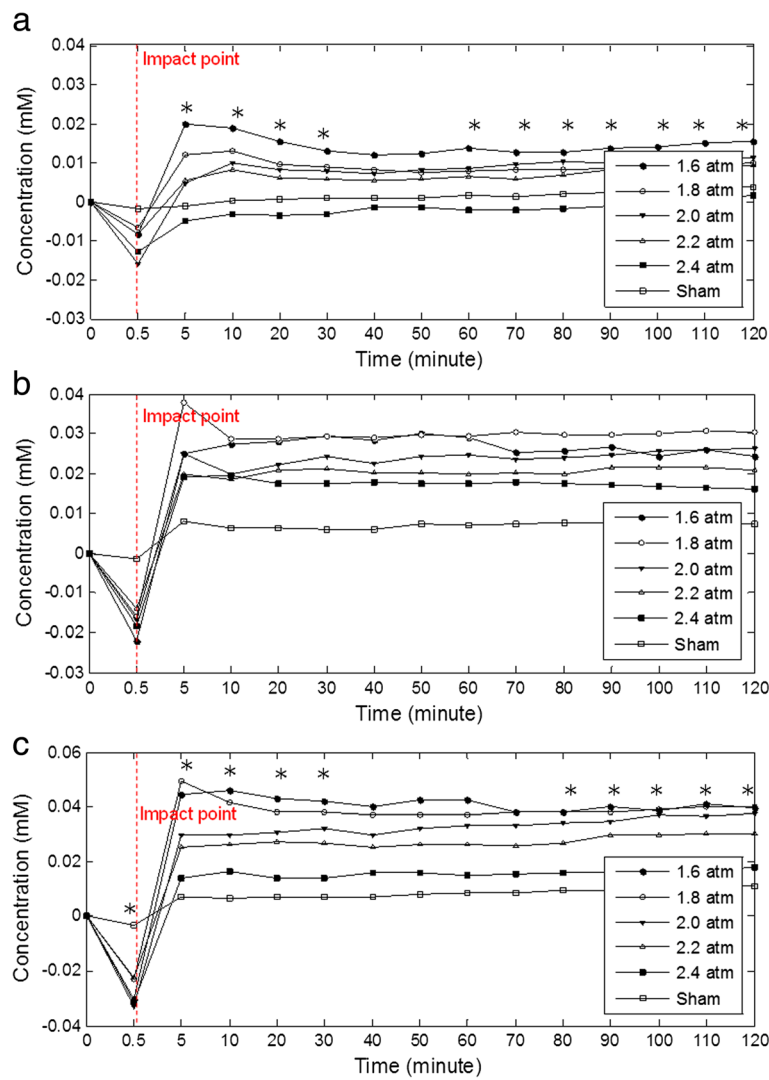 a
0.04
Impact point
0.03
* * * * * * * * * * *
0.02
0.01
0
-0.01
-0.02
-0.03
Concentration (mM)
1.6 atm
1.8 atm
2.0 atm
2.2 atm
2.4 atm
Sham
0 0.5 5 10 20 30 40 50 60 70 80 90 100 110 120
Time (minute)
b
0.04
Impact point
0.03
0.02
0.01
0
-0.01
-0.02
-0.03
Concentration (mM)
1.6 atm
1.8 atm
2.0 atm
2.2 atm
2.4 atm
Sham
0 0.5 5 10 20 30 40 50 60 70 80 90 100 110 120
Time (minute)
c
0.06
* * * * * * * * *
0.04
Impact point
0.02
*
0
-0.02
-0.04
Concentration (mM)
1.6 atm
1.8 atm
2.0 atm
2.2 atm
2.4 atm
Sham
0 0.5 5 10 20 30 40 50 60 70 80 90 100 110 120
Time (minute)